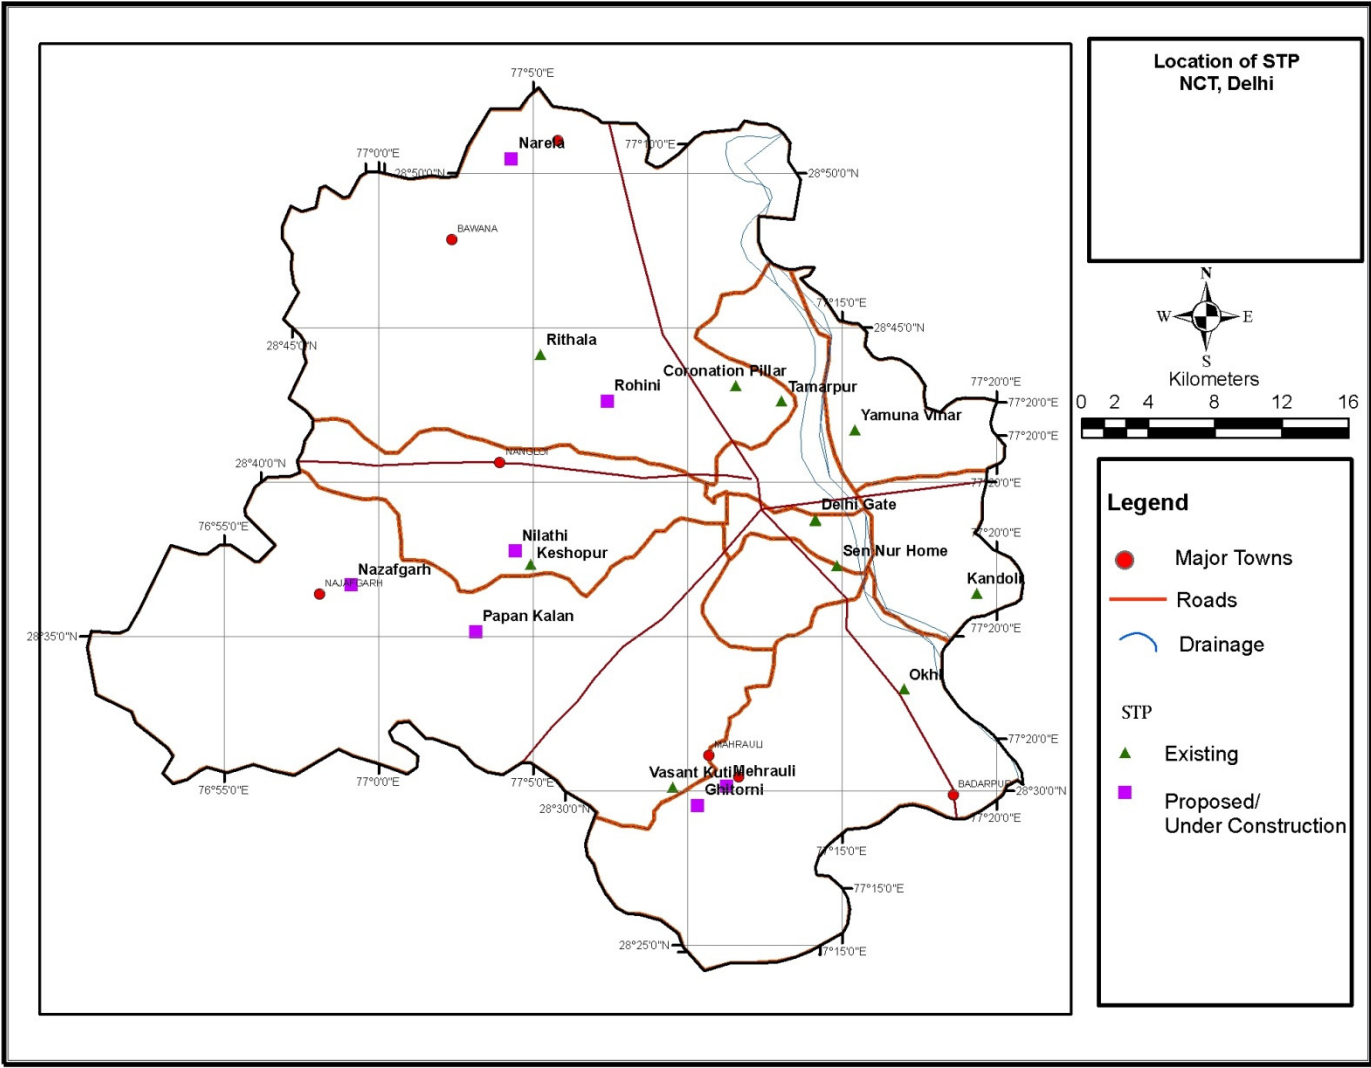 Location of STP
NCT, Delhi
77°5'0"E
77°10'0"E
77°0'0"E
28°50'0"N
28°50'0"N
Narela
BAWANA
N
W
E
S
Kilometers
0 2 4 8 12 16
77°15'0"E
28°45'0"N
28°45'0"N
Rithala
Coronation Pillar
Rohini
Tamarpur
77°20'0"E
77°20'0"E
Yamuna Vihar
77°20'0"E
NANGLOI
28°40'0"N
77°20'0"E
Delhi Gate
76°55'0"E
77°20'0"E
Nilathi
Keshopur
Sen Nur Home
Nazafgarh
NAJAFGARH
Kandoli
Papan Kalan
77°20'0"E
28°35'0"N
Okhl
77°20'0"E
MAHRAULI
Vasant Kuti
Mehrauli
Ghitorni
BADARPUR
28°30'0"N
76°55'0"E
77°0'0"E
77°5'0"E
28°30'0"N
77°20'0"E
77°15'0"E
77°15'0"E
28°25'0"N
77°15'0"E
Legend
Major Towns
Roads
Drainage
STP
Existing
Proposed/
Under Construction